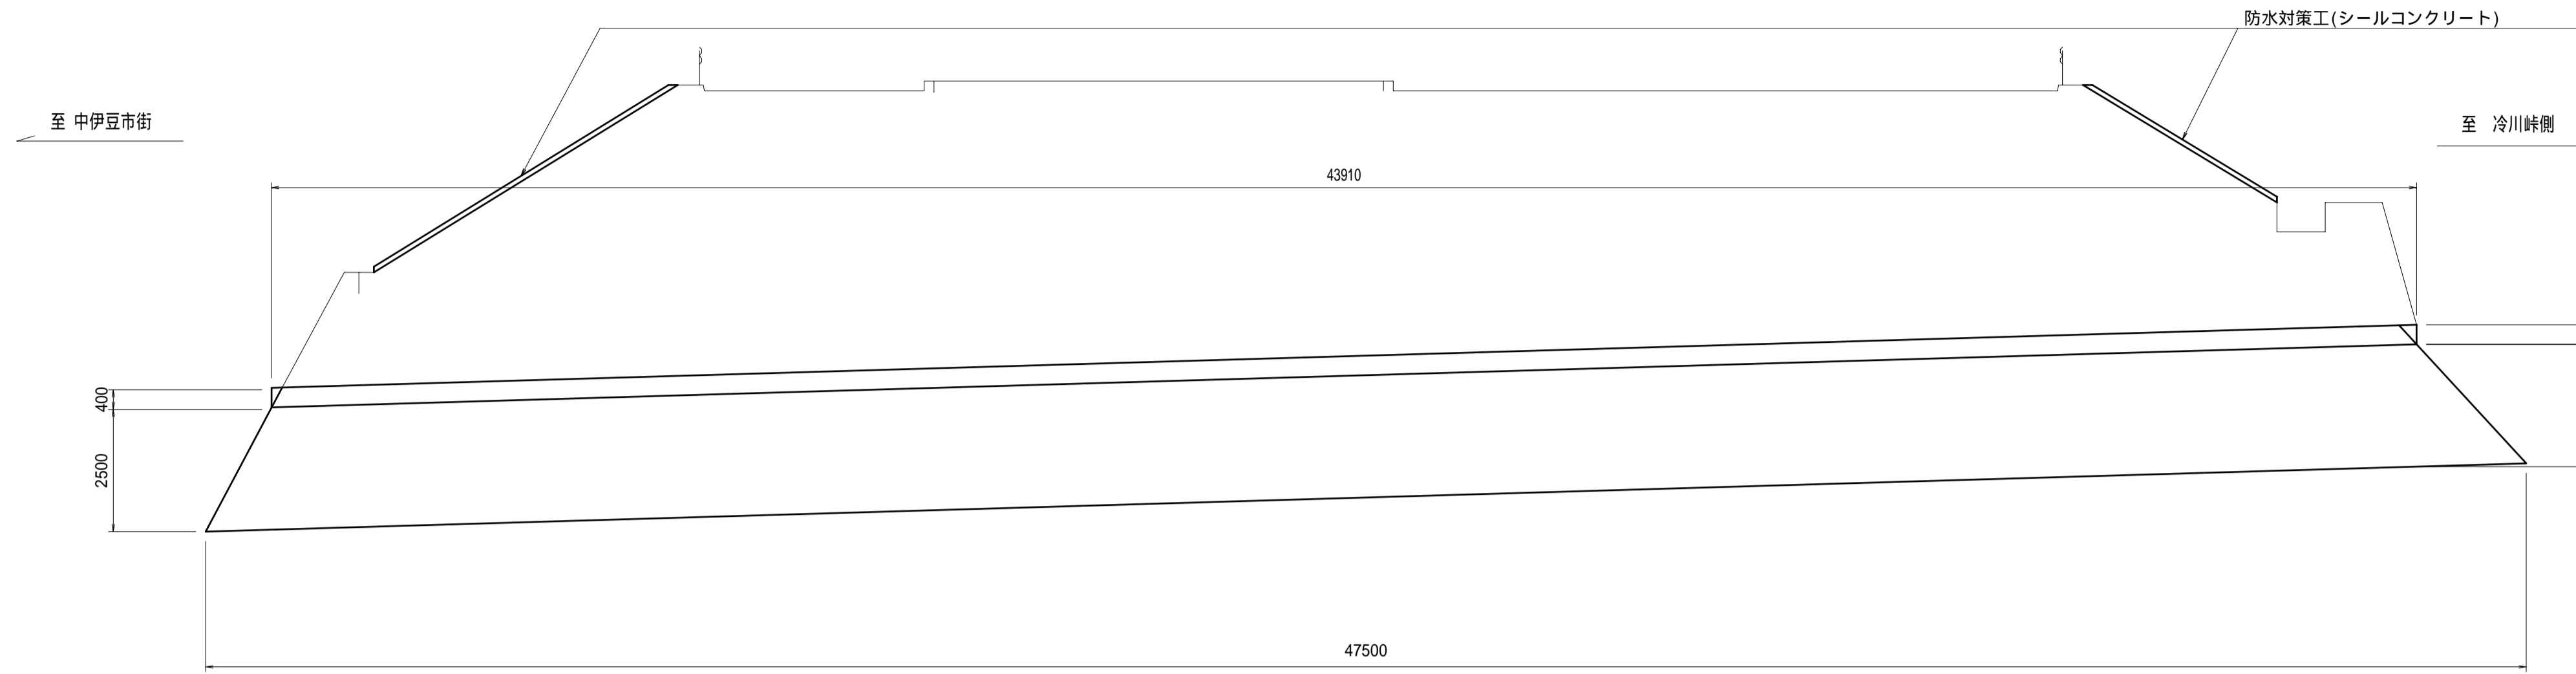 防水対策工(シールコンクリート)
至 中伊豆市街
至 冷川峠側
43910
400
2500
47500